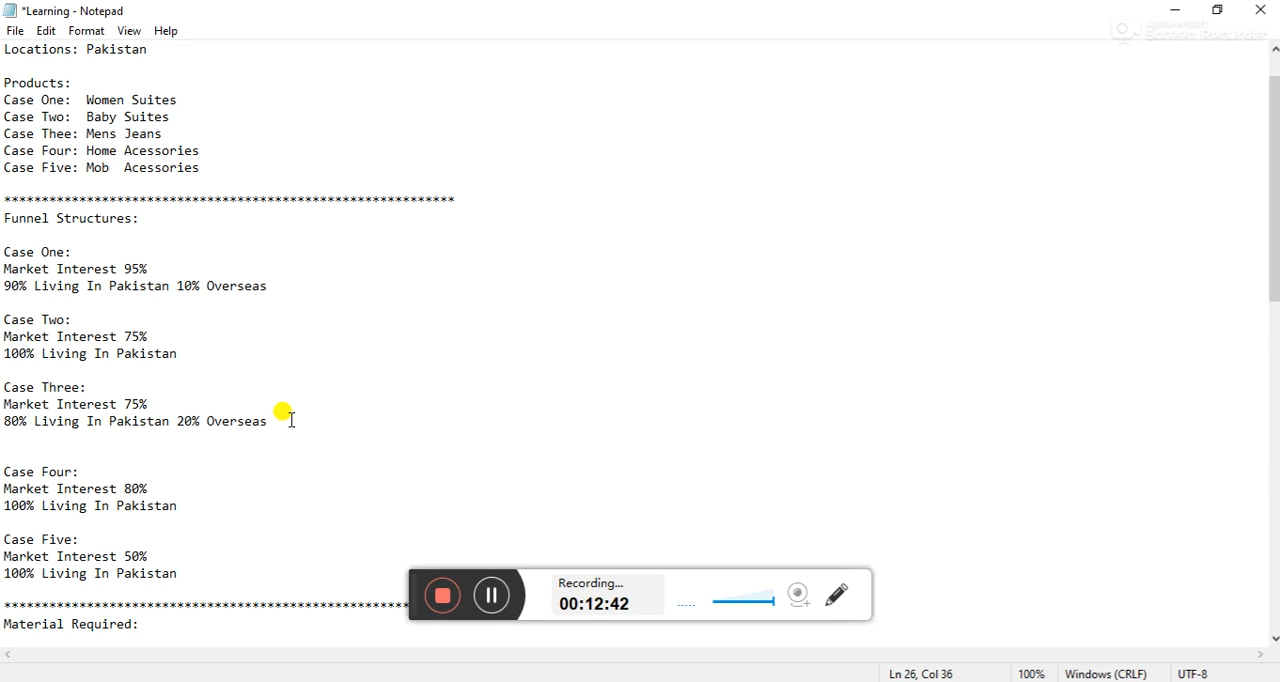 *Learning - Notepad
File Edit Format View Help
Apowersoft
Screen Recorder
Locations: Pakistan
Products:
Case One: Women Suites
Case Two: Baby Suites
Case Thee: Mens Jeans
Case Four: Home Acessories
Case Five: Mob Acessories
************************************************************
Funnel Structures:
Case One:
Market Interest 95%
90% Living In Pakistan 10% Overseas
Case Two:
Market Interest 75%
100% Living In Pakistan
Case Three:
Market Interest 75%
80% Living In Pakistan 20% Overseas
Case Four:
Market Interest 80%
100% Living In Pakistan
Case Five:
Market Interest 50%
100% Living In Pakistan
******************************************************
Material Required:
Recording...
00:12:42
Ln 26, Col 36 100% Windows (CRLF) UTF-8